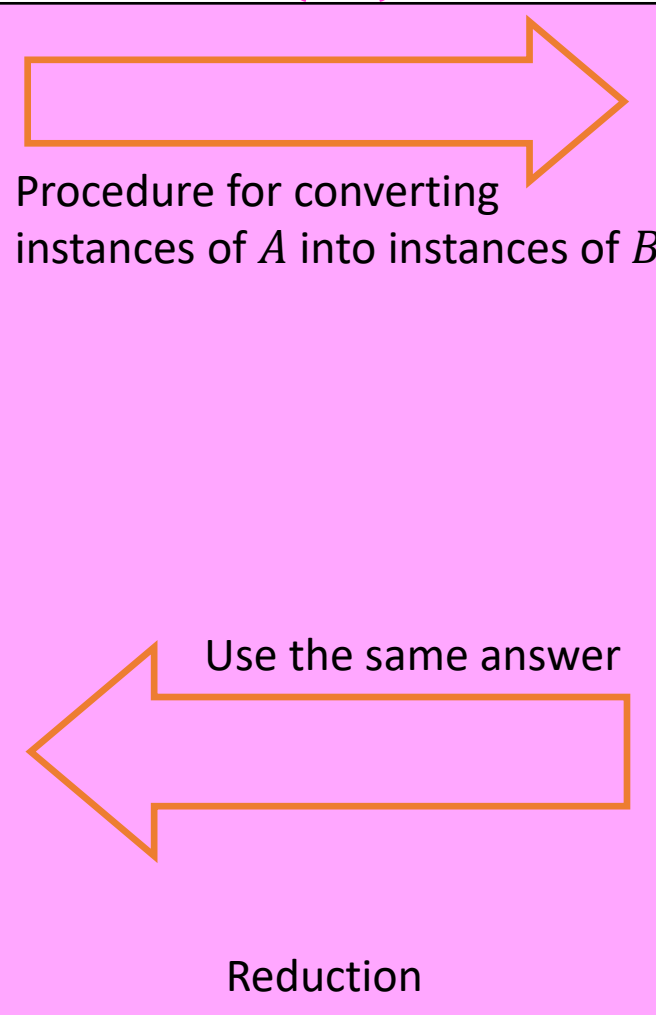 Procedure for converting
instances of A into instances of B
Use the same answer
Reduction